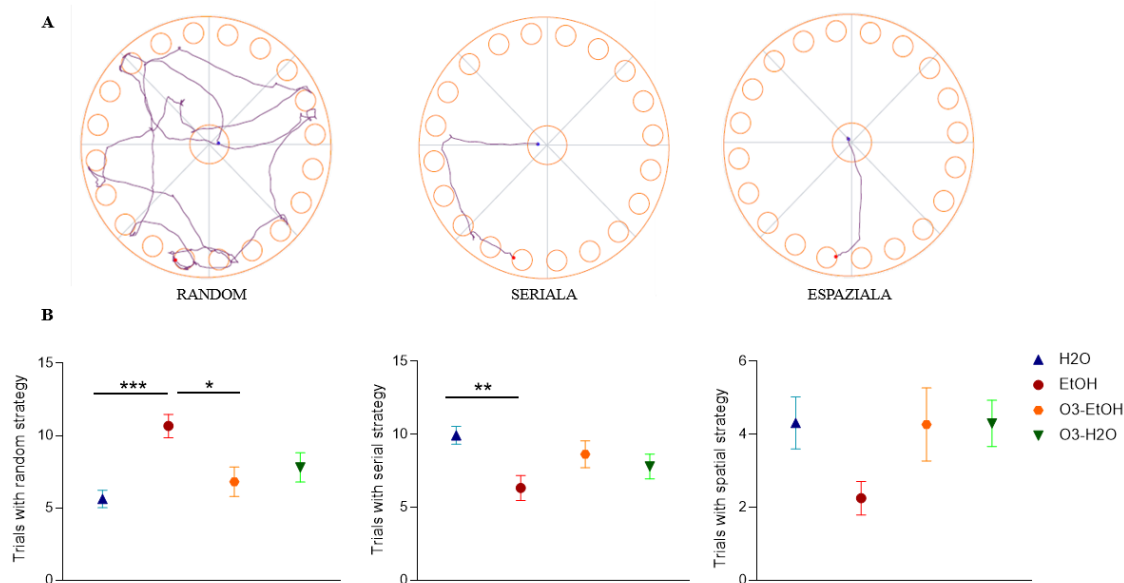 A
RANDOM
SERIALA
ESPAZIALA
B
Trials with random strategy
15
10
5
0
***
*
Trials with serial strategy
15
10
5
0
**
Trials with spatial strategy
6
4
2
0
H2O
EtOH
O3-EtOH
O3-H2O